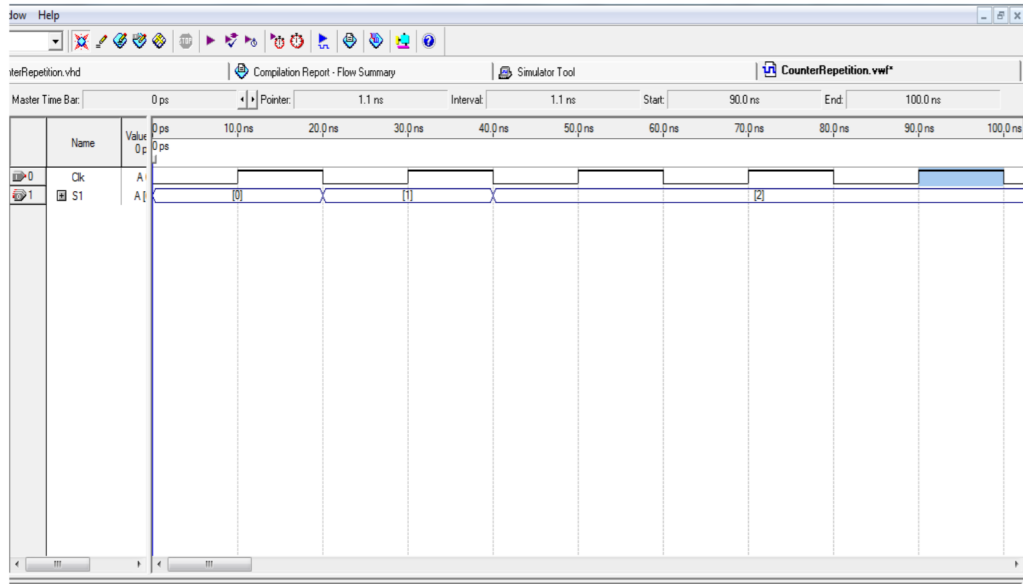 dow Help
nterRepetition.vhd Compilation Report - Flow Summary Simulator Tool CounterRepetition.vwf*
Master Time Bar: 0 ps Pointer: 1.1 ns Interval: 1.1 ns Start: 90.0 ns End: 100.0 ns
Name Value 0 p 0 ps 10.0 ns 20.0 ns 30.0 ns 40.0 ns 50.0 ns 60.0 ns 70.0 ns 80.0 ns 90.0 ns 100.0 ns
0 ps
0 Clk A
1 S1 A [ [0] [1] [2]